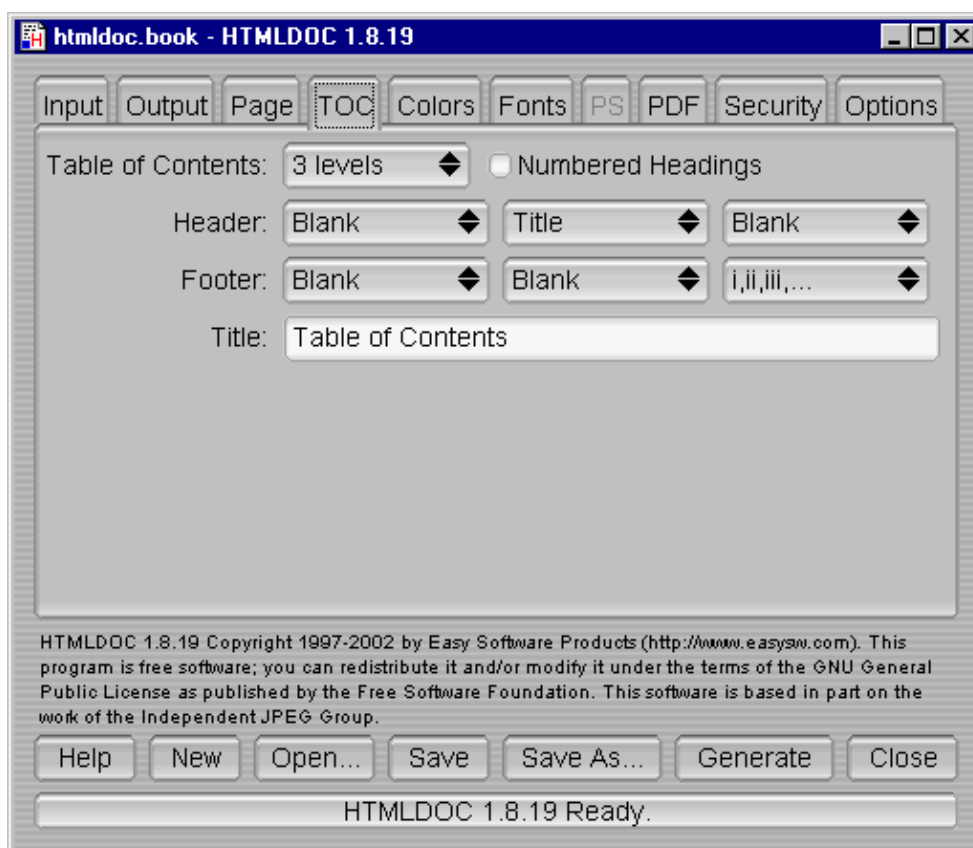 htmldoc.book - HTMLDOC 1.8.19
Input Output Page TOC Colors Fonts PS PDF Security Options
Table of Contents: 3 levels Numbered Headings
Header: Blank Title Blank
Footer: Blank Blank i,ii,iii,...
Title: Table of Contents
HTMLDOC 1.8.19 Copyright 1997-2002 by Easy Software Products (http://www.easysw.com). This
program is free software; you can redistribute it and/or modify it under the terms of the GNU General
Public License as published by the Free Software Foundation. This software is based in part on the
work of the Independent JPEG Group.
Help New Open... Save Save As... Generate Close
HTMLDOC 1.8.19 Ready.